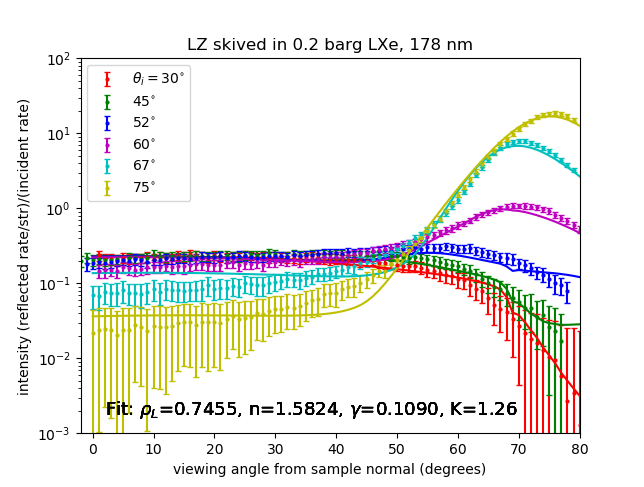 LZ skived in 0.2 barg LXe, 178 nm
intensity (reflected rate/str)/(incident rate)
10²
10¹
10⁰
10⁻¹
10⁻²
10⁻³
θᵢ = 30°
45°
52°
60°
67°
75°
Fit: ρ_L=0.7455, n=1.5824, γ=0.1090, K=1.26
0 10 20 30 40 50 60 70 80
viewing angle from sample normal (degrees)